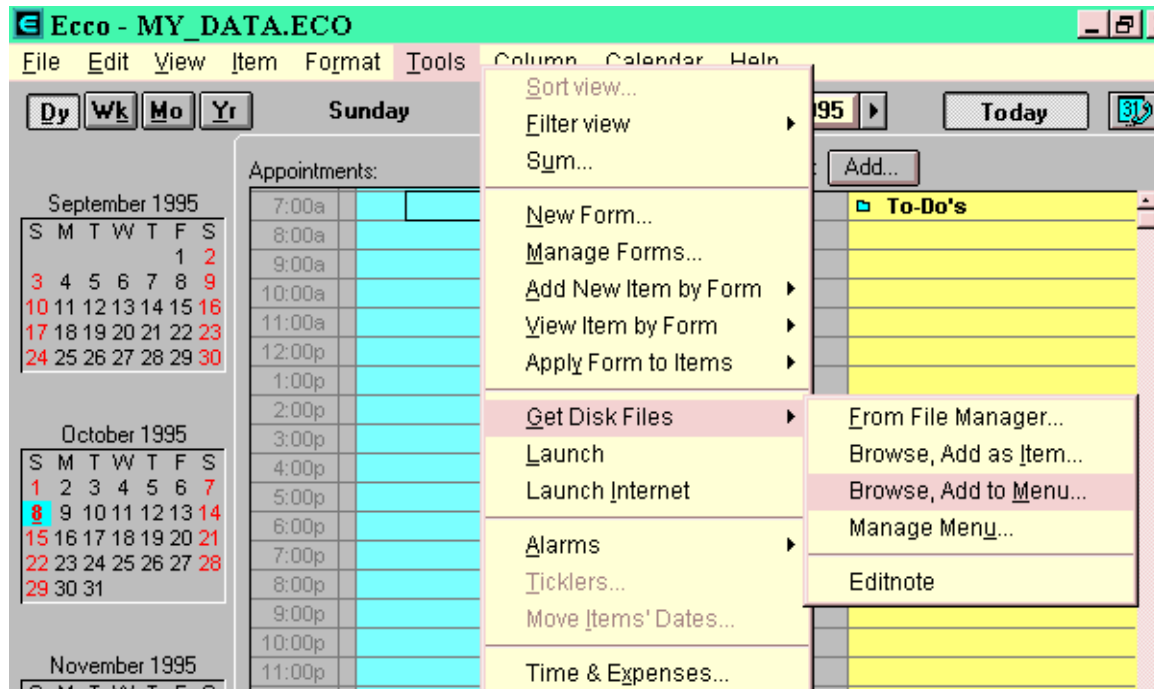 Ecco - MY_DATA.ECO
File Edit View Item Format Tools Column Calendar Help
Dy Wk Mo Yr Sunday 995 Today 31
Appointments: Add...
September 1995
S M T W T F S
1 2
3 4 5 6 7 8 9
10 11 12 13 14 15 16
17 18 19 20 21 22 23
24 25 26 27 28 29 30
October 1995
S M T W T F S
1 2 3 4 5 6 7
8 9 10 11 12 13 14
15 16 17 18 19 20 21
22 23 24 25 26 27 28
29 30 31
November 1995
S M T W T F S
7:00a
8:00a
9:00a
10:00a
11:00a
12:00p
1:00p
2:00p
3:00p
4:00p
5:00p
6:00p
7:00p
8:00p
9:00p
10:00p
11:00p
Sort view...
Filter view
Sum...
New Form...
Manage Forms...
Add New Item by Form
View Item by Form
Apply Form to Items
Get Disk Files
Launch
Launch Internet
Alarms
Ticklers...
Move Items' Dates...
Time & Expenses...
To-Do's
From File Manager...
Browse, Add as Item...
Browse, Add to Menu...
Manage Menu...
Editnote